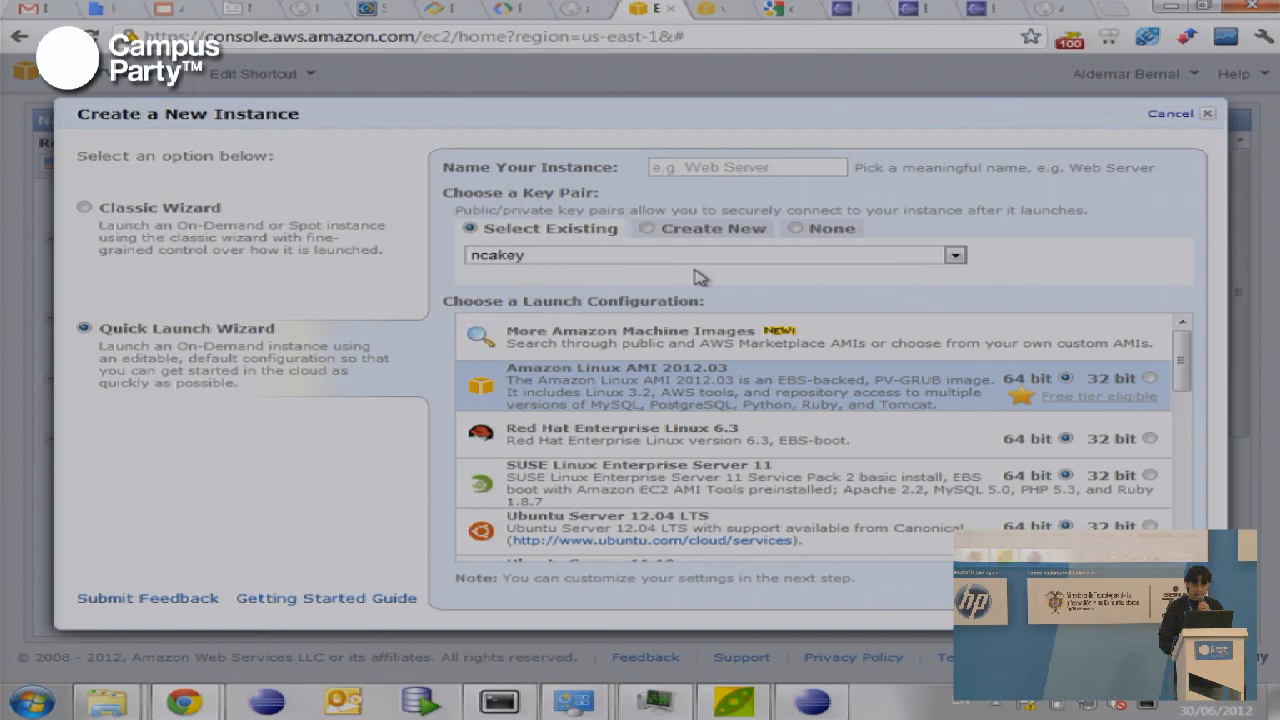 Campus
Party™
https://console.aws.amazon.com/ec2/home?region=us-east-1&#
100
Edit Shortcut
Aldemar Bernal
Help
Create a New Instance
Cancel
Select an option below:
Classic Wizard
Launch an On-Demand or Spot instance
using the classic wizard with fine-
grained control over how it is launched.
Quick Launch Wizard
Launch an On-Demand instance using
an editable, default configuration so that
you can get started in the cloud as
quickly as possible.
Submit Feedback
Getting Started Guide
Name Your Instance:
e.g. Web Server
Pick a meaningful name, e.g. Web Server
Choose a Key Pair:
Public/private key pairs allow you to securely connect to your instance after it launches.
Select Existing
Create New
None
ncakey
Choose a Launch Configuration:
More Amazon Machine Images NEW!
Search through public and AWS Marketplace AMIs or choose from your own custom AMIs.
Amazon Linux AMI 2012.03
The Amazon Linux AMI 2012.03 is an EBS-backed, PV-GRUB image.
It includes Linux 3.2, AWS tools, and repository access to multiple
versions of MySQL, PostgreSQL, Python, Ruby, and Tomcat.
64 bit 32 bit
Free tier eligible
Red Hat Enterprise Linux 6.3
Red Hat Enterprise Linux version 6.3, EBS-boot.
64 bit 32 bit
SUSE Linux Enterprise Server 11
SUSE Linux Enterprise Server 11 Service Pack 2 basic install, EBS
boot with Amazon EC2 AMI Tools preinstalled; Apache 2.2, MySQL 5.0, PHP 5.3, and Ruby
1.8.7
64 bit 32 bit
Ubuntu Server 12.04 LTS
Ubuntu Server 12.04 LTS with support available from Canonical
(http://www.ubuntu.com/cloud/services).
64 bit 32 bit
Note: You can customize your settings in the next step.
hp
© 2008 - 2012, Amazon Web Services LLC or its affiliates. All rights reserved.
Feedback
Support
Privacy Policy
30/06/2012